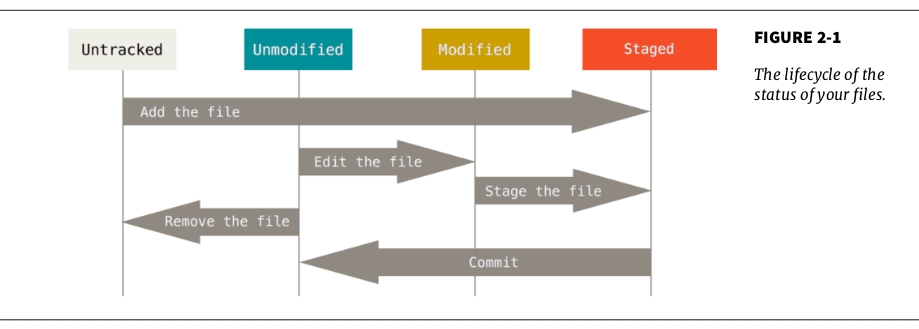 Untracked
Unmodified
Modified
Staged
FIGURE 2-1
The lifecycle of the
status of your files.
Add the file
Edit the file
Stage the file
Remove the file
Commit